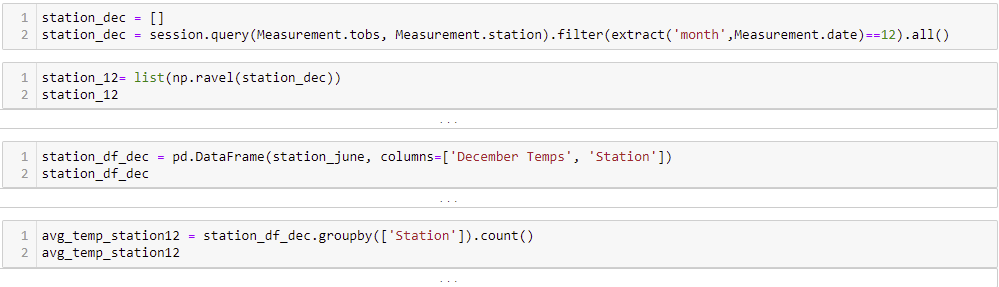 1 station_dec = []
2 station_dec = session.query(Measurement.tobs, Measurement.station).filter(extract('month',Measurement.date)==12).all()
1 station_12= list(np.ravel(station_dec))
2 station_12
...
1 station_df_dec = pd.DataFrame(station_june, columns=['December Temps', 'Station'])
2 station_df_dec
...
1 avg_temp_station12 = station_df_dec.groupby(['Station']).count()
2 avg_temp_station12
...